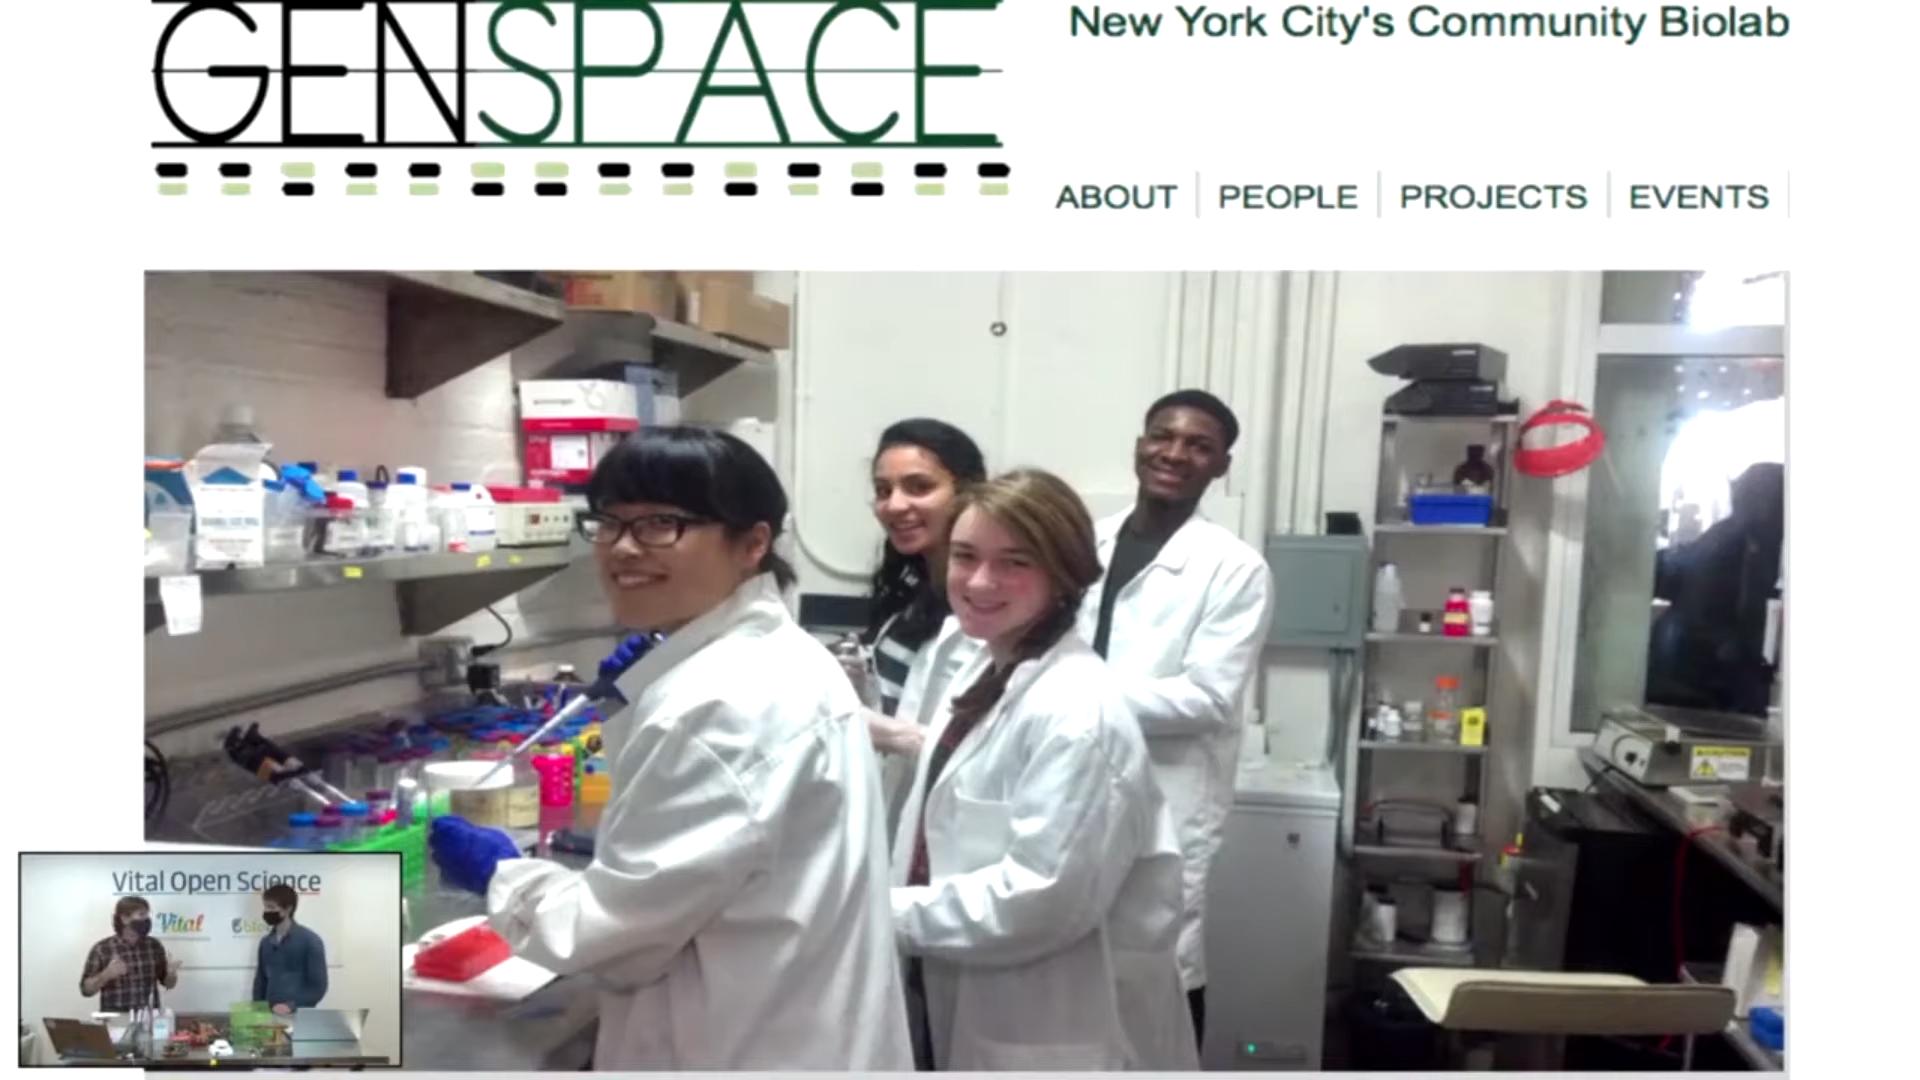 GENSPACE
New York City's Community Biolab
ABOUT
PEOPLE
PROJECTS
EVENTS
Vital Open Science
Vital